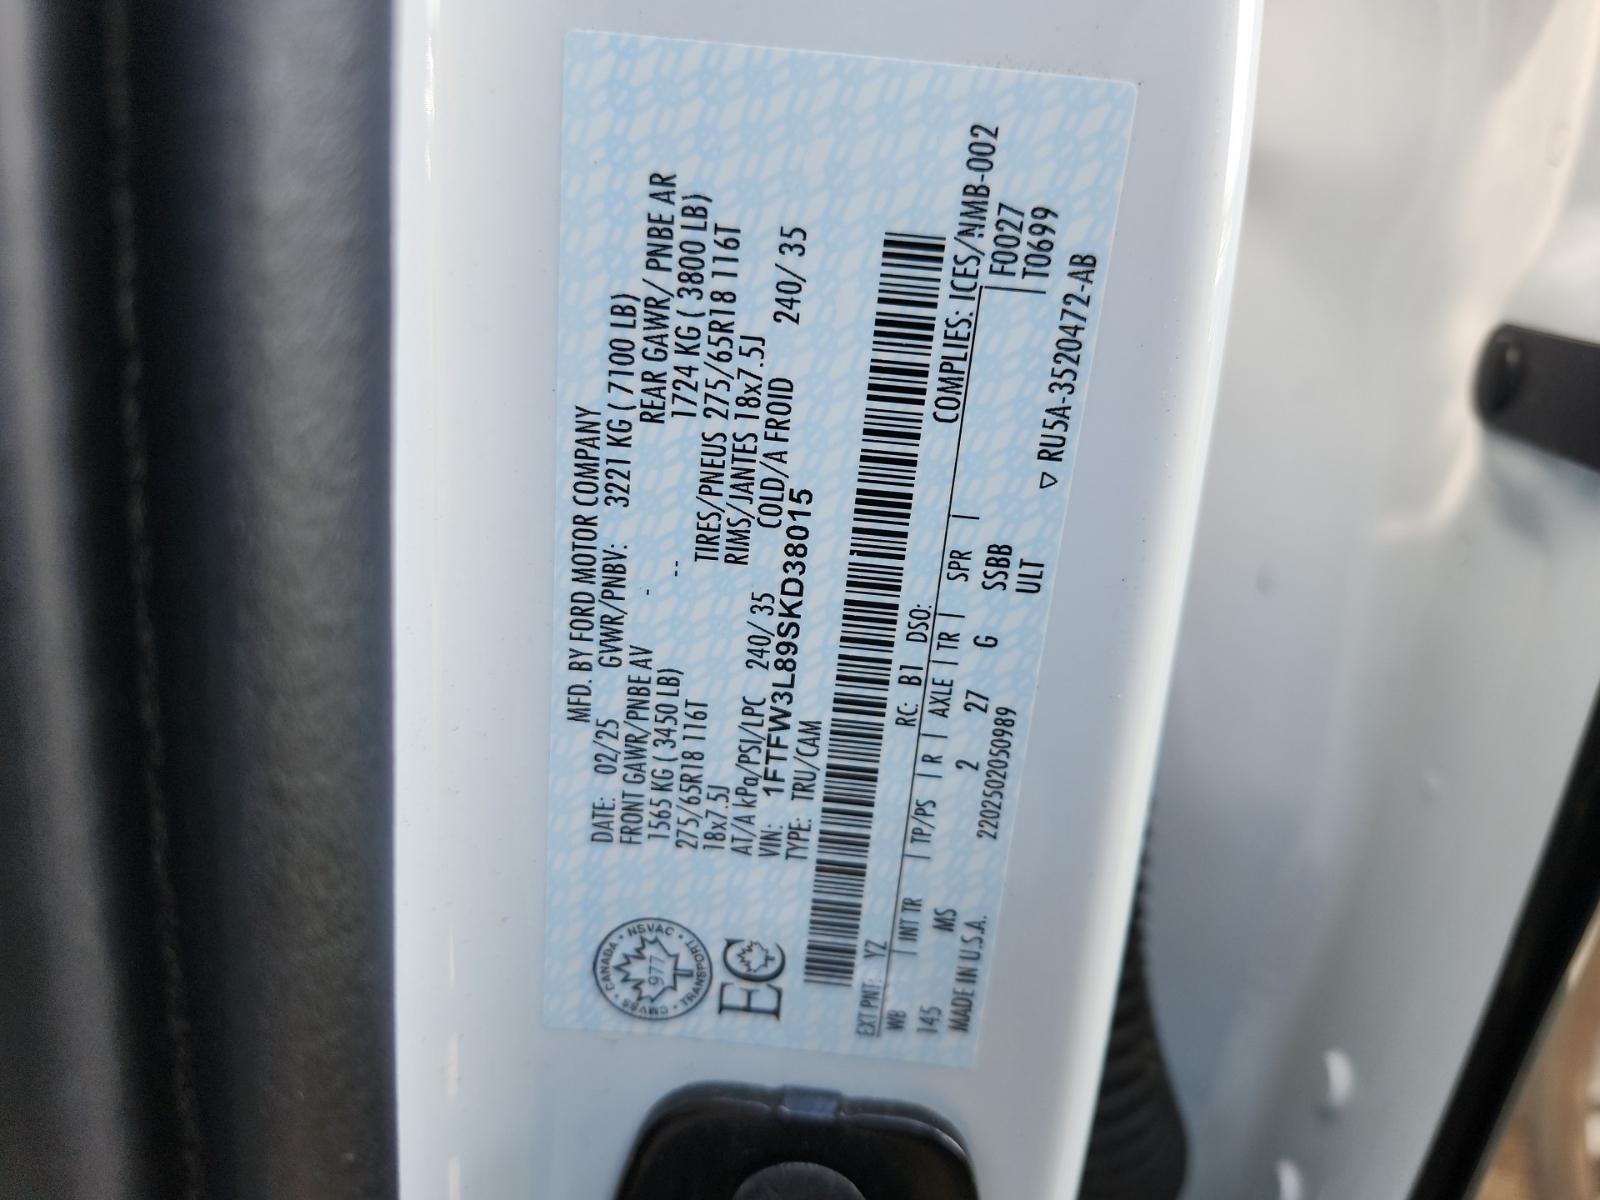 MFD. BY FORD MOTOR COMPANY
DATE: 02/25 GVWR/PNBV: 3221 KG ( 7100 LB)
FRONT GAWR/PNBE AV REAR GAWR/ PNBE AR
1565 KG ( 3450 LB) - -- 1724 KG ( 3800 LB)
275/65R18 116T TIRES/PNEUS 275/65R18 116T
18x7.5J RIMS/JANTES 18x7.5J
AT/A kPa/PSI/LPC 240/ 35 COLD/A FROID 240/ 35
VIN: 1FTFW3L89SKD38015
TYPE: TRU/CAM
CANADA • NSVAC • TRANSPORT • CMVSS •
977
T
EC
EXT PNT: YZ RC: B1 DSO: COMPLIES: ICES/NMB-002
WB | INT TR | TP/PS | R | AXLE | TR | SPR | F0027
145 MS 2 27 G SSBB T0699
ULT
MADE IN U.S.A. 220250205O989 ▽ RU5A-3520472-AB